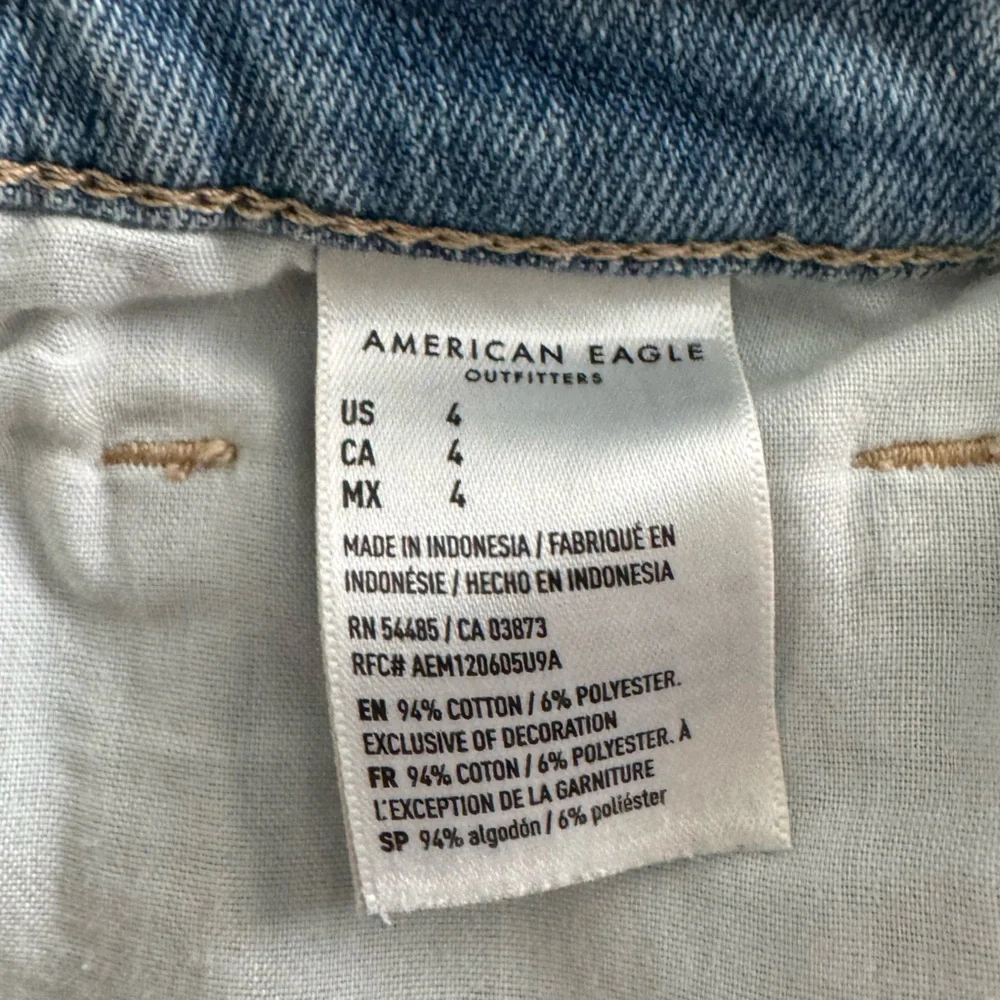 AMERICAN EAGLE
OUTFITTERS
US 4
CA 4
MX 4
MADE IN INDONESIA / FABRIQUÉ EN
INDONÉSIE / HECHO EN INDONESIA
RN 54485 / CA 03873
RFC# AEM120605U9A
EN 94% COTTON / 6% POLYESTER.
EXCLUSIVE OF DECORATION
FR 94% COTON / 6% POLYESTER. À
L'EXCEPTION DE LA GARNITURE
SP 94% algodón / 6% poliéster